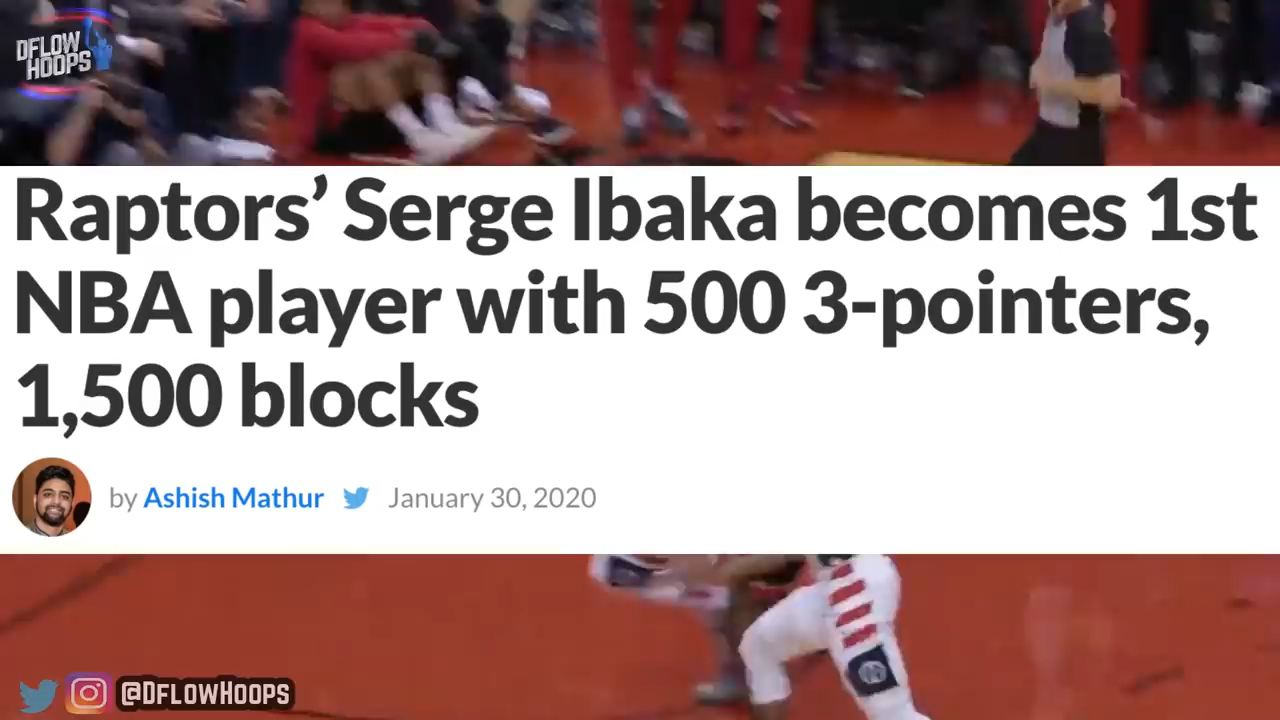 DFLOW
HOOPS
Raptors’ Serge Ibaka becomes 1st
NBA player with 500 3-pointers,
1,500 blocks
by Ashish Mathur January 30, 2020
@DFlowHoops